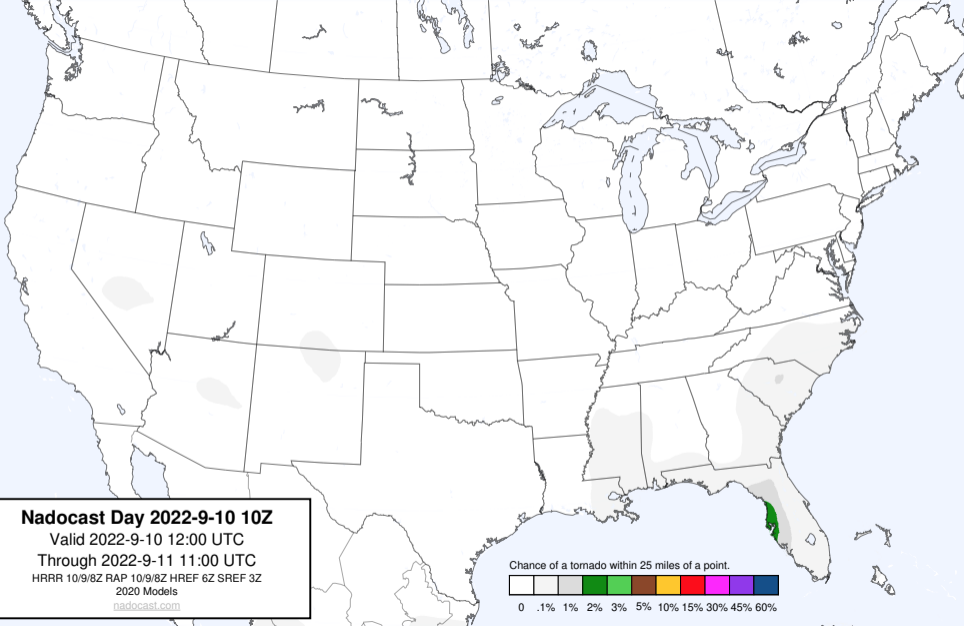 Nadocast Day 2022-9-10 10Z
Valid 2022-9-10 12:00 UTC
Through 2022-9-11 11:00 UTC
HRRR 10/9/8Z RAP 10/9/8Z HREF 6Z SREF 3Z
2020 Models
nadocast.com
Chance of a tornado within 25 miles of a point.
0 .1% 1% 2% 3% 5% 10% 15% 30% 45% 60%